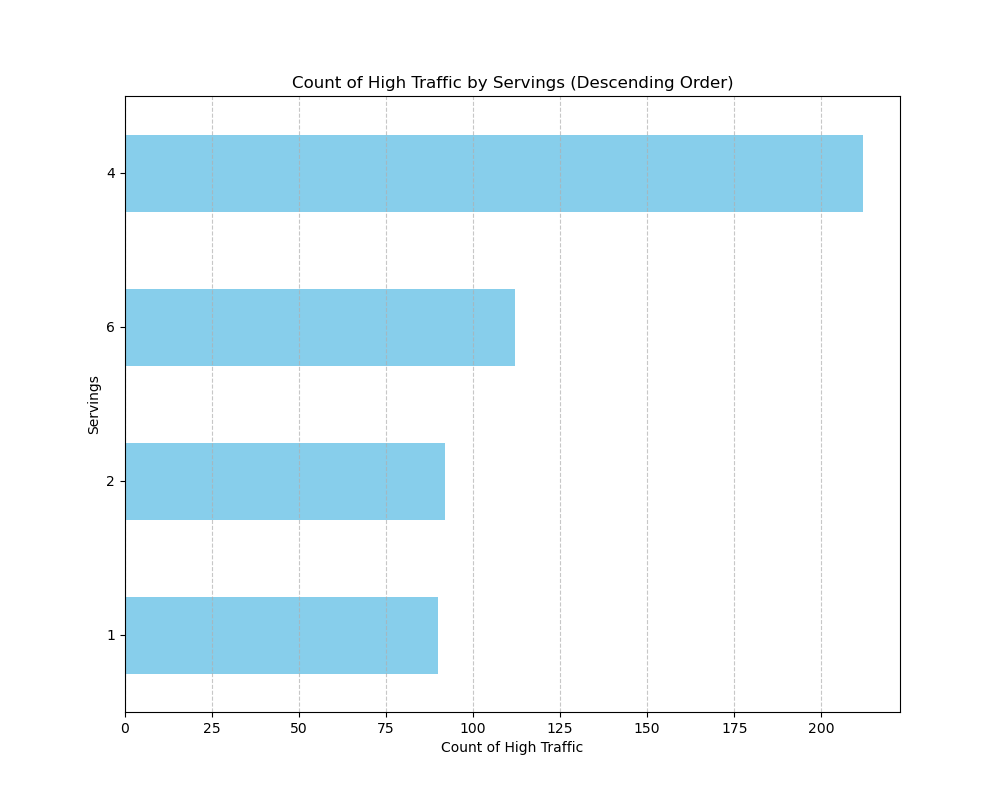 Count of High Traffic by Servings (Descending Order)
4
6
2
1
Servings
0 25 50 75 100 125 150 175 200
Count of High Traffic